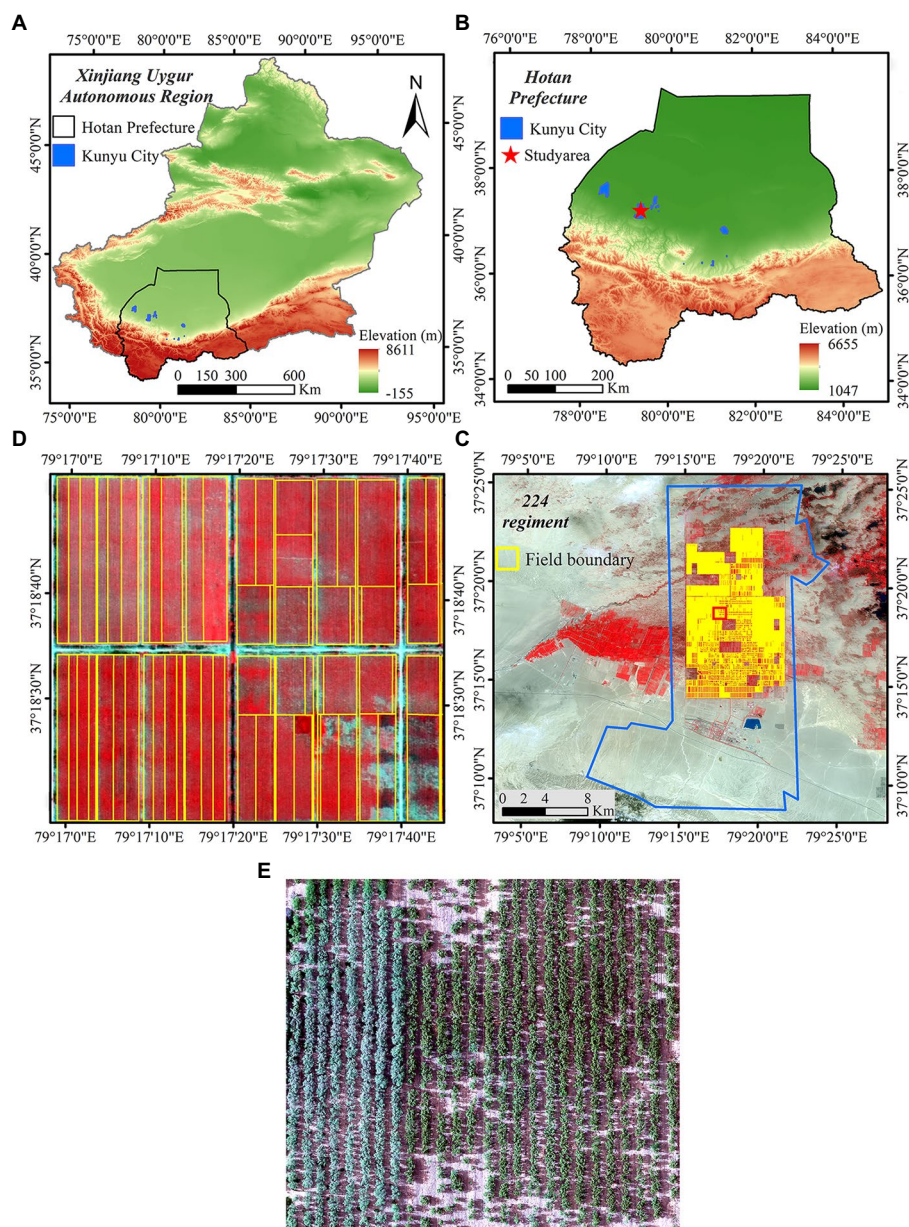 A
75°0'0"E 80°0'0"E 85°0'0"E 90°0'0"E 95°0'0"E
Xinjiang Uygur
Autonomous Region
N
Hotan Prefecture
Kunyu City
45°0'0"N
40°0'0"N
35°0'0"N
45°0'0"N
40°0'0"N
35°0'0"N
Elevation (m)
8611
-155
0 150 300 600
Km
75°0'0"E 80°0'0"E 85°0'0"E 90°0'0"E 95°0'0"E
B
76°0'0"E 78°0'0"E 80°0'0"E 82°0'0"E 84°0'0"E
Hotan
Prefecture
Kunyu City
Studyarea
38°0'0"N
36°0'0"N
34°0'0"N
38°0'0"N
36°0'0"N
34°0'0"N
Elevation (m)
6655
1047
0 50 100 200
Km
78°0'0"E 80°0'0"E 82°0'0"E 84°0'0"E
D
79°17'0"E 79°17'10"E 79°17'20"E 79°17'30"E 79°17'40"E
37°18'40"N
37°18'30"N
37°18'40"N
37°18'30"N
79°17'0"E 79°17'10"E 79°17'20"E 79°17'30"E 79°17'40"E
C
79°5'0"E 79°10'0"E 79°15'0"E 79°20'0"E 79°25'0"E
224
regiment
Field boundary
37°25'0"N
37°20'0"N
37°15'0"N
37°10'0"N
37°25'0"N
37°20'0"N
37°15'0"N
37°10'0"N
0 2 4 8
Km
79°5'0"E 79°10'0"E 79°15'0"E 79°20'0"E 79°25'0"E
E